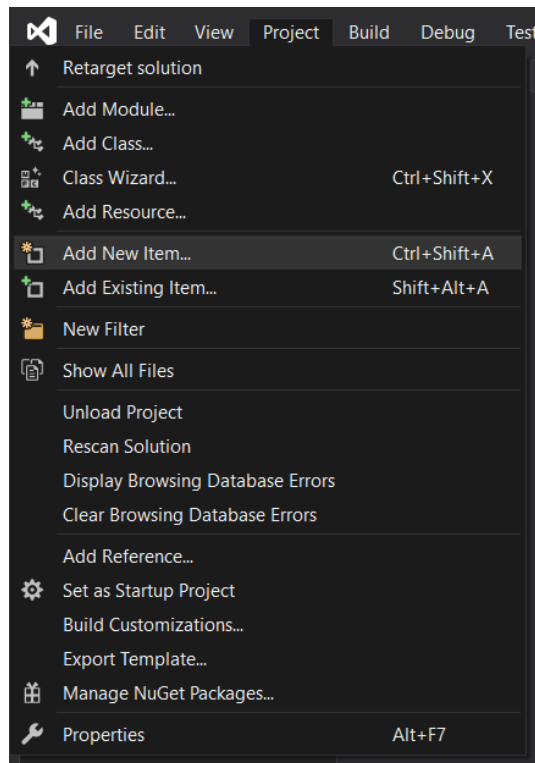 File Edit View Project Build Debug Test
Retarget solution
Add Module...
Add Class...
Class Wizard... Ctrl+Shift+X
Add Resource...
Add New Item... Ctrl+Shift+A
Add Existing Item... Shift+Alt+A
New Filter
Show All Files
Unload Project
Rescan Solution
Display Browsing Database Errors
Clear Browsing Database Errors
Add Reference...
Set as Startup Project
Build Customizations...
Export Template...
Manage NuGet Packages...
Properties Alt+F7